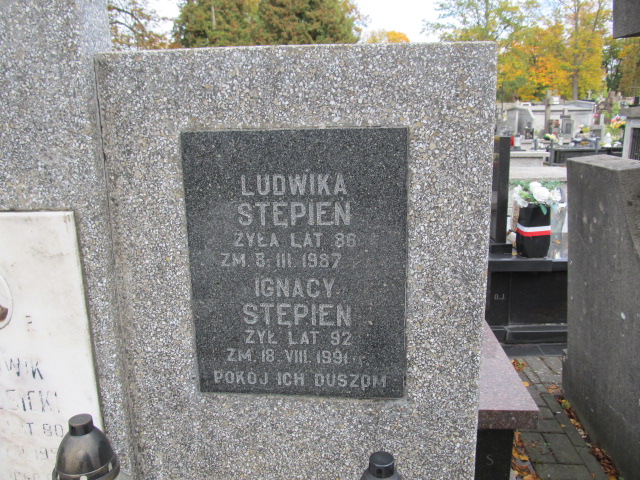 LUDWIKA
STĘPIEŃ
ŻYŁA LAT 86
ZM. 8.III 1987
IGNACY
STĘPIEŃ
ŻYŁ LAT 92
ZM. 18.VIII.1991
POKÓJ ICH DUSZOM